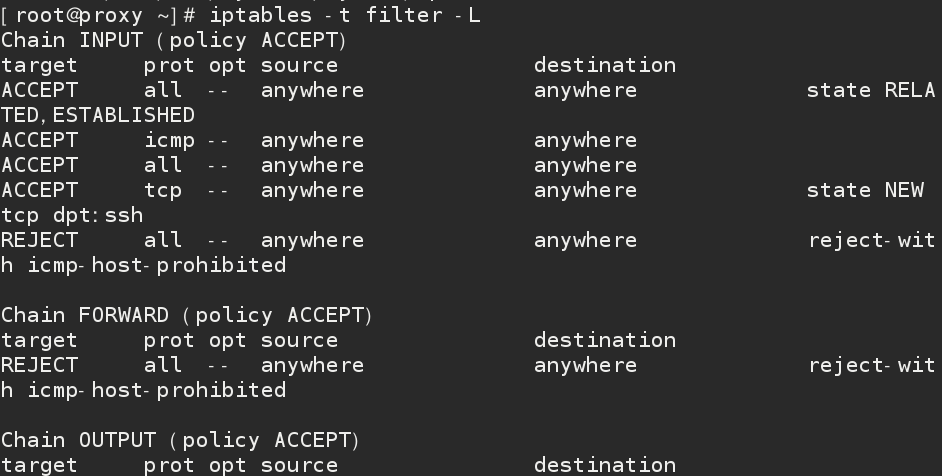 [root@proxy ~]# iptables -t filter -L
Chain INPUT (policy ACCEPT)
target     prot opt source               destination
ACCEPT     all  --  anywhere             anywhere             state RELA
TED,ESTABLISHED
ACCEPT     icmp --  anywhere             anywhere
ACCEPT     all  --  anywhere             anywhere
ACCEPT     tcp  --  anywhere             anywhere             state NEW
tcp dpt:ssh
REJECT     all  --  anywhere             anywhere             reject-wit
h icmp-host-prohibited

Chain FORWARD (policy ACCEPT)
target     prot opt source               destination
REJECT     all  --  anywhere             anywhere             reject-wit
h icmp-host-prohibited

Chain OUTPUT (policy ACCEPT)
target     prot opt source               destination